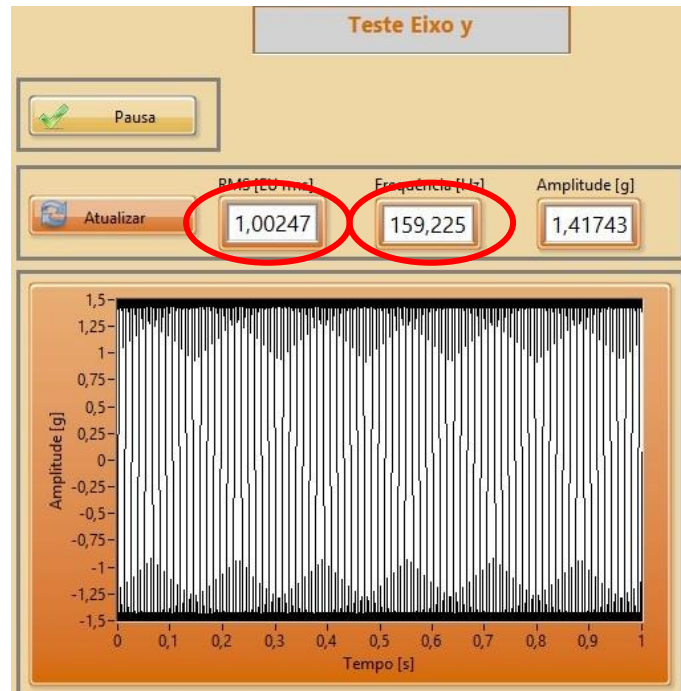 Teste Eixo y
Pausa
RMS [EU rms] Frequência [Hz] Amplitude [g]
Atualizar 1,00247 159,225 1,41743
1,5
1,25
1
0,75
0,5
0,25
0
-0,25
-0,5
-0,75
-1
-1,25
-1,5
Amplitude [g]
0 0,1 0,2 0,3 0,4 0,5 0,6 0,7 0,8 0,9 1
Tempo [s]